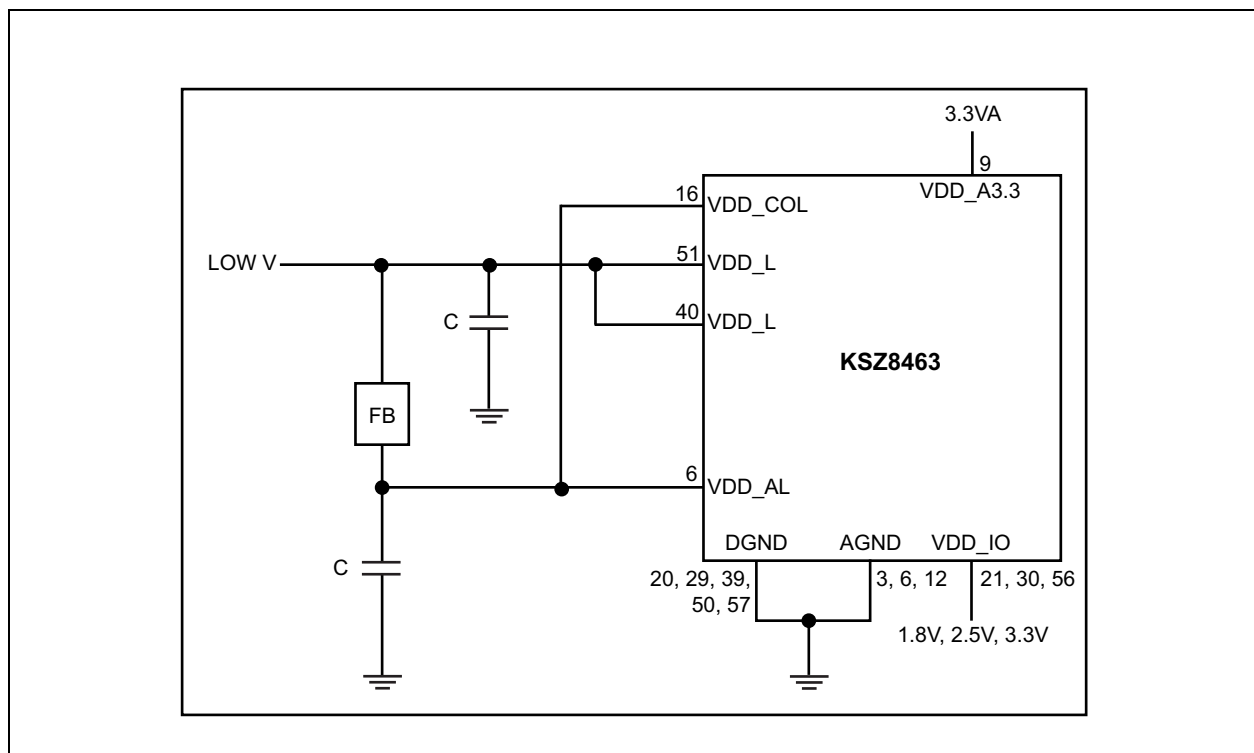 3.3VA
9
VDD_A3.3
16
VDD_COL
LOW V
51
VDD_L
C
40
VDD_L
KSZ8463
FB
6
VDD_AL
C
DGND
AGND
VDD_IO
20, 29, 39,
50, 57
3, 6, 12
21, 30, 56
1.8V, 2.5V, 3.3V